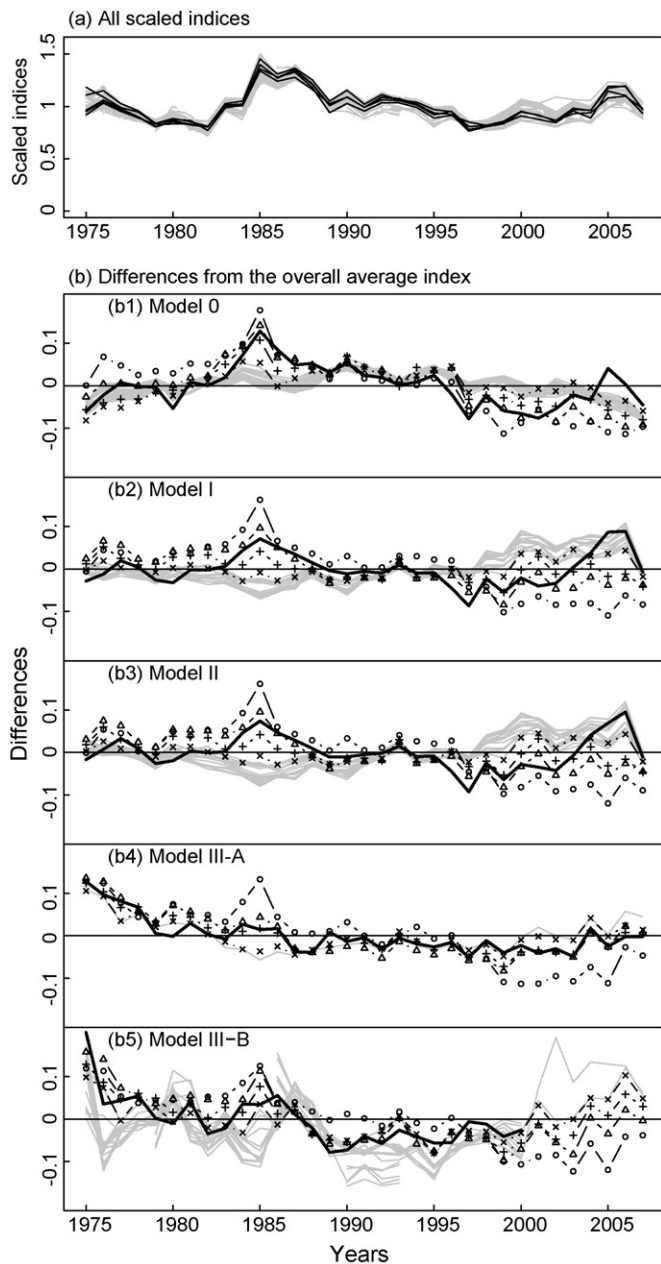 (a) All scaled indices
Scaled indices
1.5
1
0.5
0
1975 1980 1985 1990 1995 2000 2005
(b) Differences from the overall average index
(b1) Model 0
0.1
0
-0.1
(b2) Model I
0.1
0
-0.1
(b3) Model II
0.1
0
-0.1
Differences
(b4) Model III-A
0.1
0
-0.1
(b5) Model III−B
0.1
0
-0.1
1975 1980 1985 1990 1995 2000 2005
Years